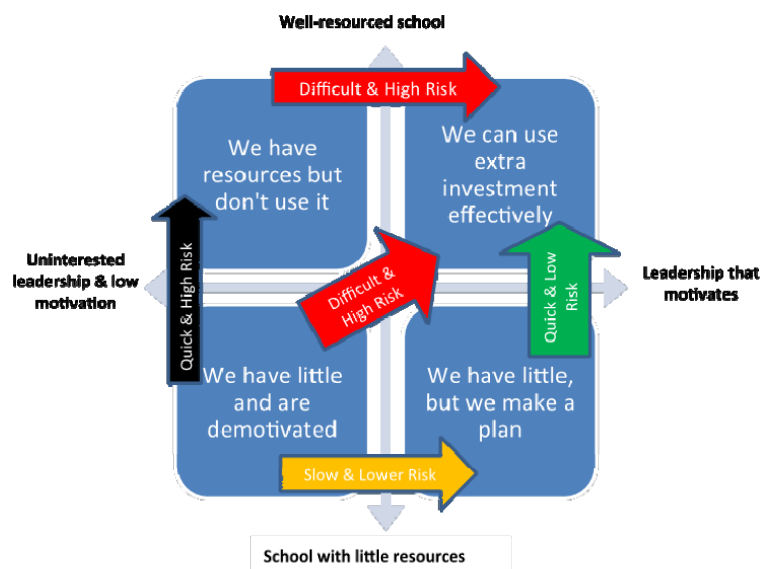 Well-resourced school
Difficult & High Risk
We have
resources but
don't use it
We can use
extra
investment
effectively
Uninterested
leadership & low
motivation
Quick & High Risk
Difficult &
High Risk
Quick & Low
Risk
Leadership that
motivates
We have little
and are
demotivated
We have little,
but we make a
plan
Slow & Lower Risk
School with little resources